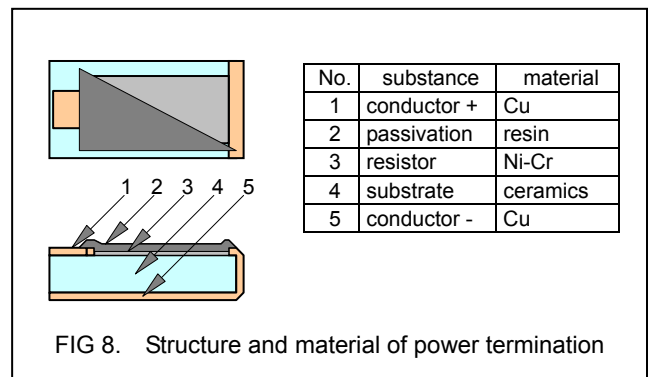 No. substance material
1 conductor + Cu
2 passivation resin
3 resistor Ni-Cr
4 substrate ceramics
5 conductor - Cu
1 2 3 4 5
FIG 8. Structure and material of power termination